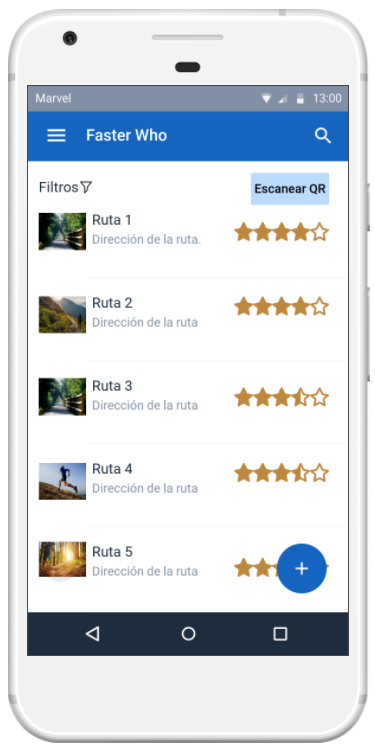 Marvel 13:00
Faster Who
Filtros
Escanear QR
Ruta 1
Dirección de la ruta.
Ruta 2
Dirección de la ruta
Ruta 3
Dirección de la ruta
Ruta 4
Dirección de la ruta
Ruta 5
Dirección de la ruta
+